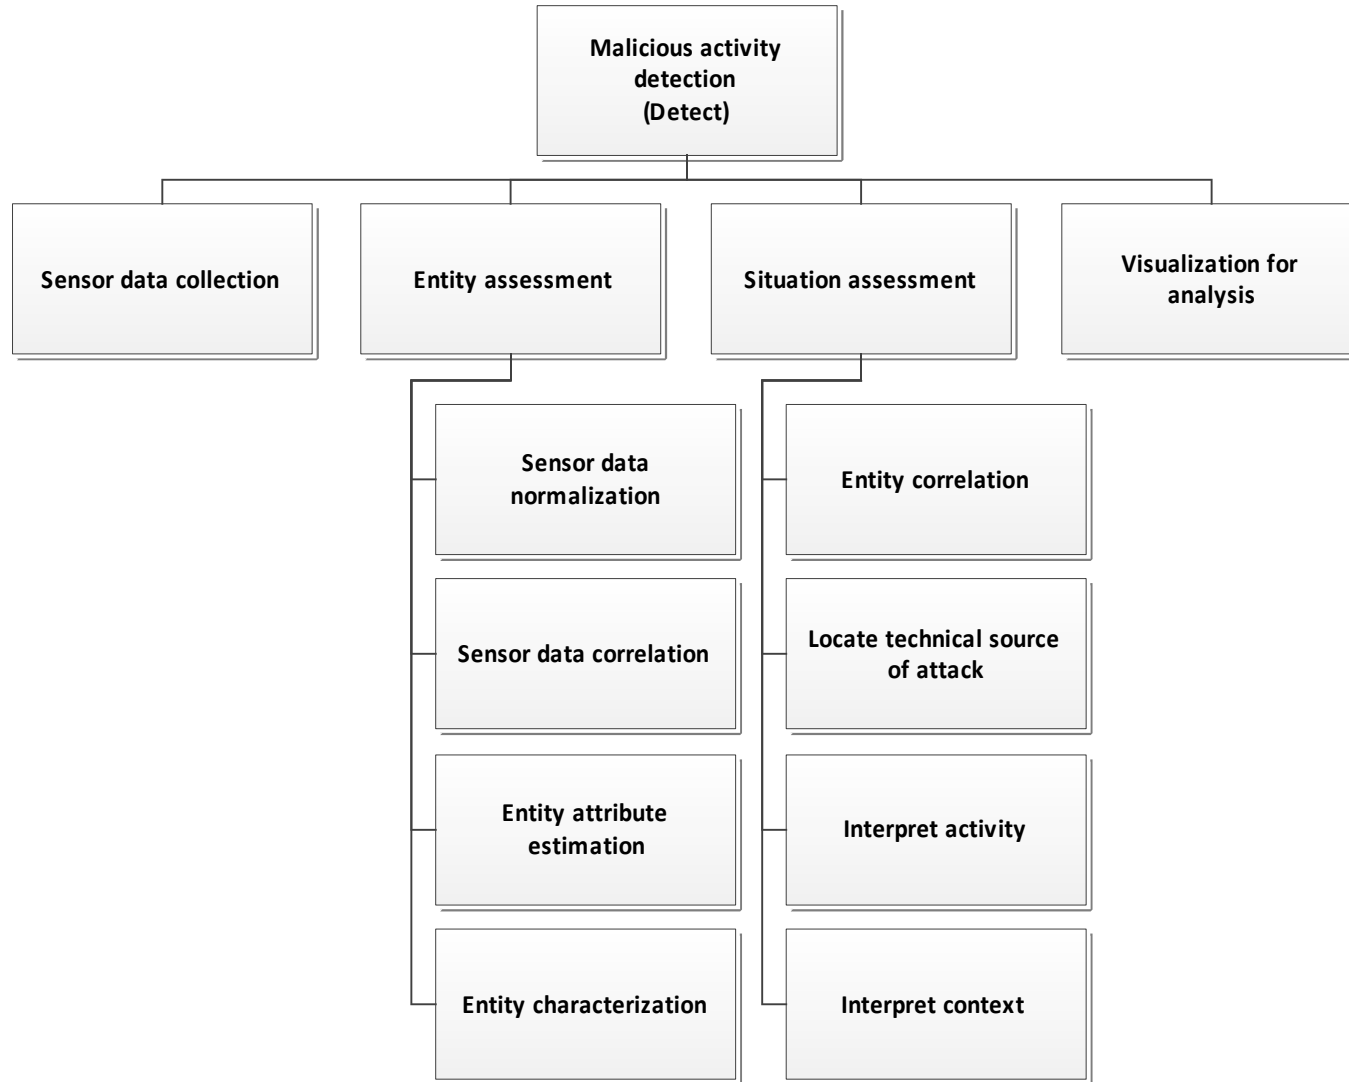 Malicious activity
detection
(Detect)
Sensor data collection
Entity assessment
Situation assessment
Visualization for
analysis
Sensor data
normalization
Entity correlation
Sensor data correlation
Locate technical source
of attack
Entity attribute
estimation
Interpret activity
Entity characterization
Interpret context